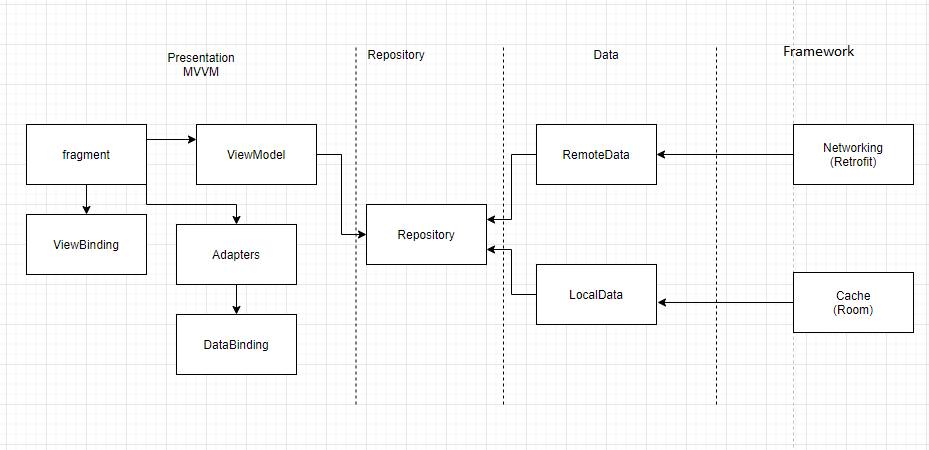 Presentation
MVVM
Repository
Data
Framework
fragment
ViewModel
RemoteData
Networking
(Retrofit)
ViewBinding
Adapters
Repository
LocalData
Cache
(Room)
DataBinding